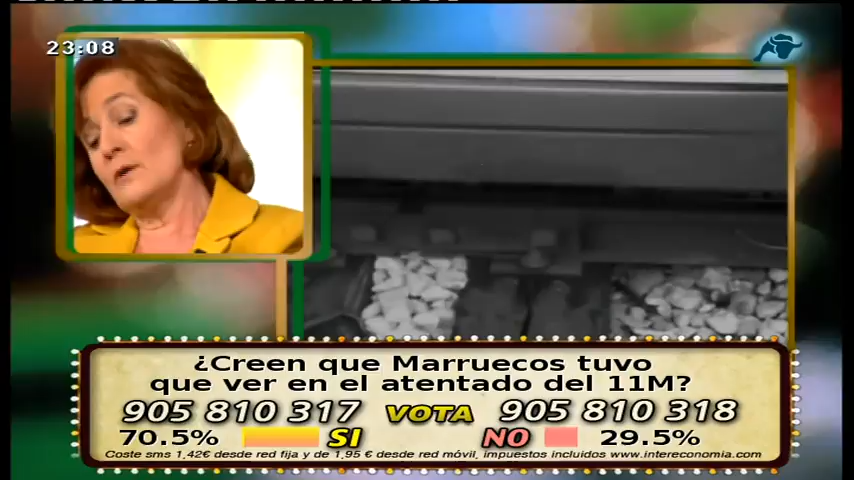 23:08
¿Creen que Marruecos tuvo
que ver en el atentado del 11M?
905 810 317 VOTA 905 810 318
70.5% SI NO 29.5%
Coste sms 1,42€ desde red fija y de 1,95 € desde red móvil, impuestos incluidos www.intereconomia.com